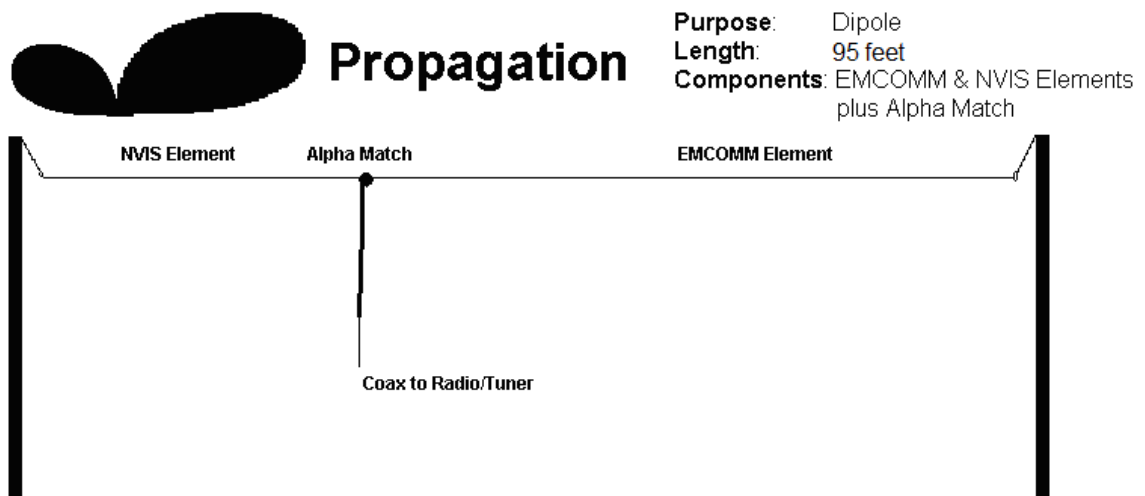 Propagation
Purpose: Dipole
Length: 95 feet
Components: EMCOMM & NVIS Elements
plus Alpha Match
NVIS Element
Alpha Match
EMCOMM Element
Coax to Radio/Tuner